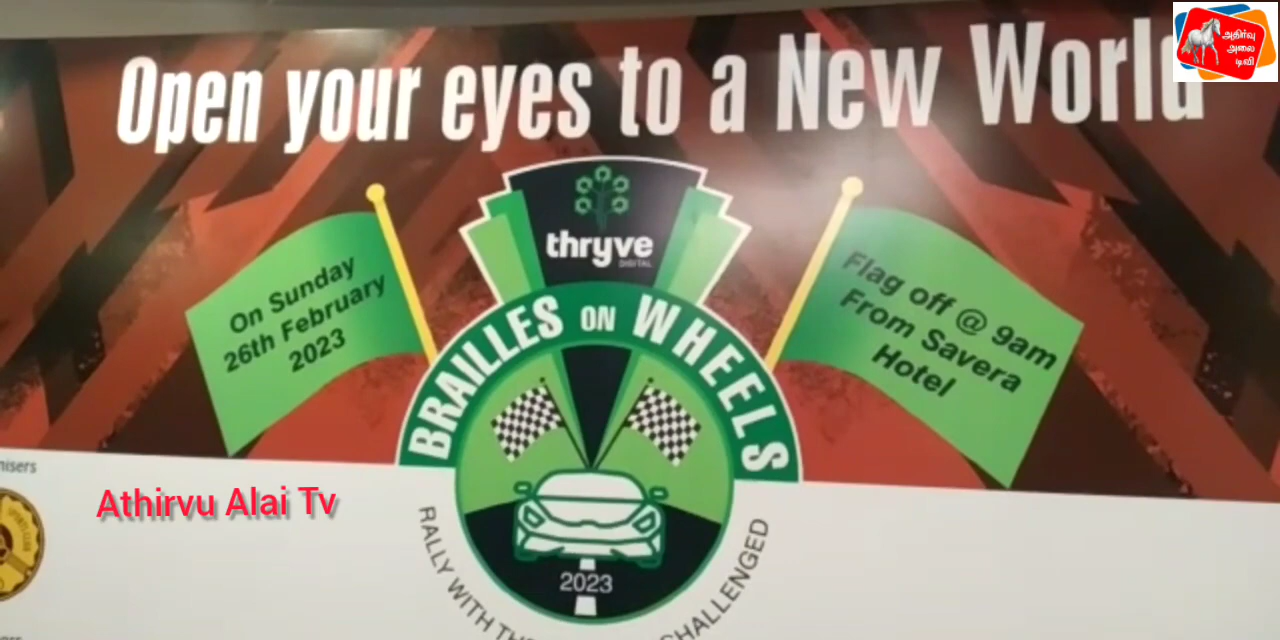 Open your eyes to a New World
அதிர்வு
அலை
டிவி
thryve
DIGITAL
On Sunday
26th February
2023
Flag off @ 9am
From Savera
Hotel
BRAILLES ON WHEELS
2023
RALLY WITH
CHALLENGED
Athirvu Alai Tv